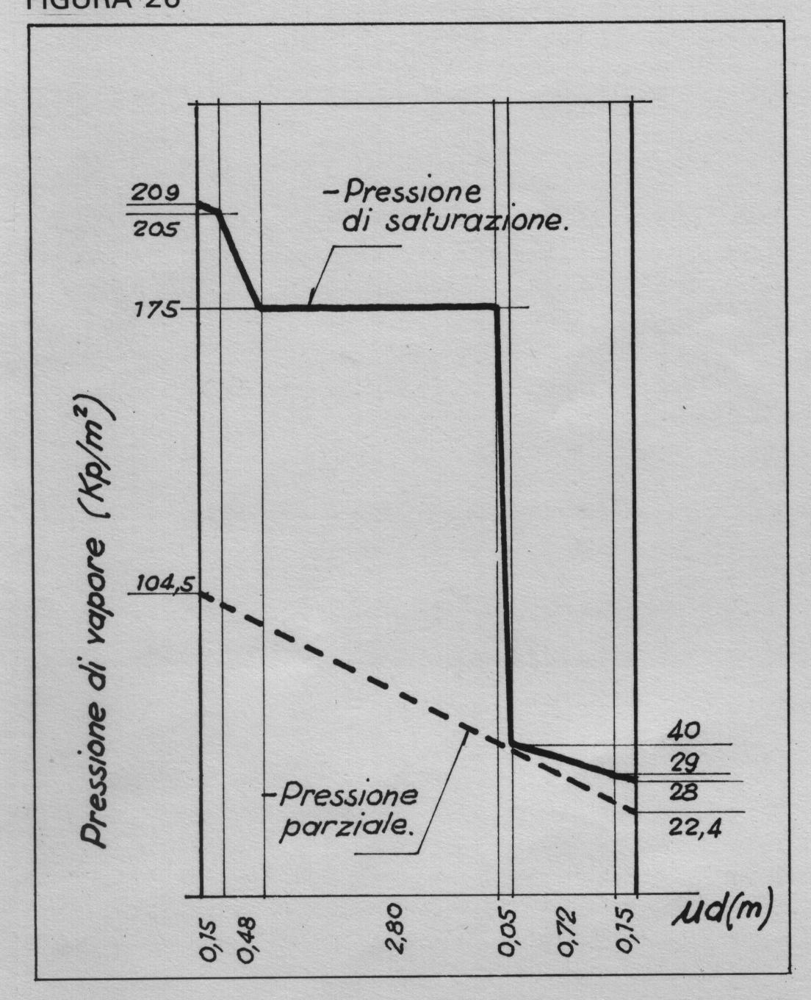 FIGURA 26
209
205
175
104,5
-Pressione
di saturazione.
Pressione di vapore (Kp/m²)
-Pressione
parziale.
40
29
28
22,4
0,15
0,48
2,80
0,05
0,72
0,15
μd(m)